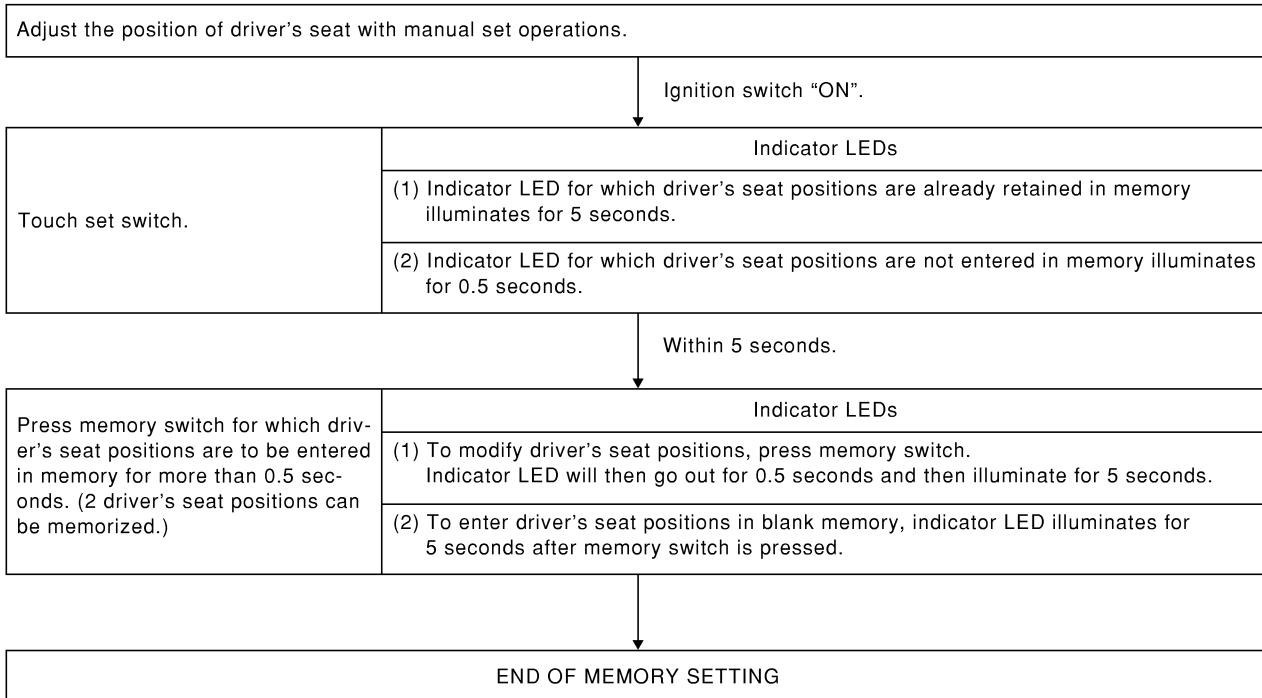 Adjust the position of driver's seat with manual set operations.
Ignition switch “ON”.
Touch set switch.
Indicator LEDs
(1) Indicator LED for which driver's seat positions are already retained in memory
illuminates for 5 seconds.
(2) Indicator LED for which driver's seat positions are not entered in memory illuminates
for 0.5 seconds.
Within 5 seconds.
Press memory switch for which driv-
er's seat positions are to be entered
in memory for more than 0.5 sec-
onds. (2 driver's seat positions can
be memorized.)
Indicator LEDs
(1) To modify driver's seat positions, press memory switch.
Indicator LED will then go out for 0.5 seconds and then illuminate for 5 seconds.
(2) To enter driver's seat positions in blank memory, indicator LED illuminates for
5 seconds after memory switch is pressed.
END OF MEMORY SETTING